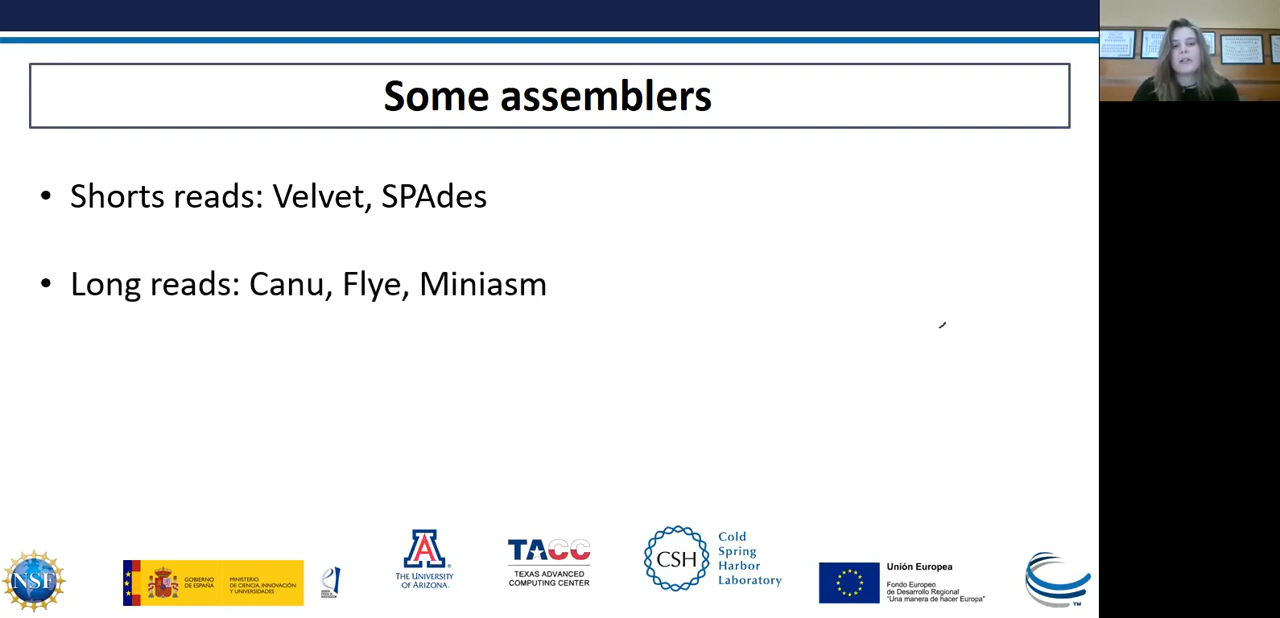 Some assemblers
• Shorts reads: Velvet, SPAdes
• Long reads: Canu, Flye, Miniasm
NSF
GOBIERNO
DE ESPAÑA
MINISTERIO
DE CIENCIA, INNOVACIÓN
Y UNIVERSIDADES
A
THE UNIVERSITY
OF ARIZONA®
TACC
TEXAS ADVANCED
COMPUTING CENTER
CSH
Cold
Spring
Harbor
Laboratory
Unión Europea
Fondo Europeo
de Desarrollo Regional
"Una manera de hacer Europa"
TM